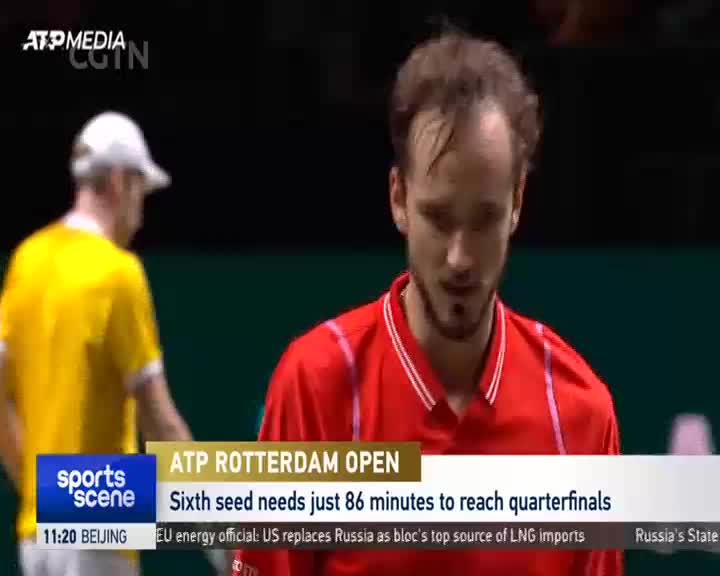 ATP MEDIA
CGTN
ATP ROTTERDAM OPEN
sports
scene
Sixth seed needs just 86 minutes to reach quarterfinals
11:20 BEIJING
EU energy official: US replaces Russia as bloc's top source of LNG imports
Russia's State